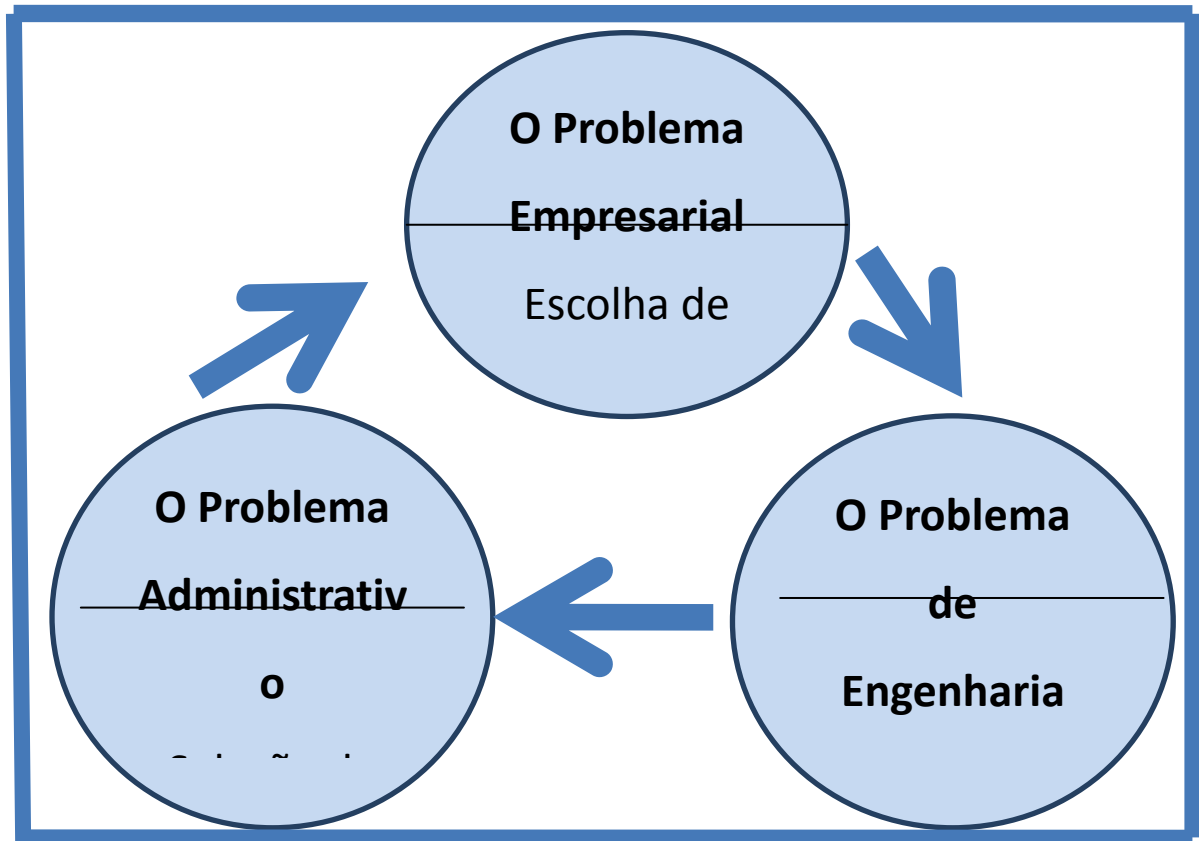 O Problema
Empresarial
Escolha de
O Problema
de
Engenharia
O Problema
Administrativ
o